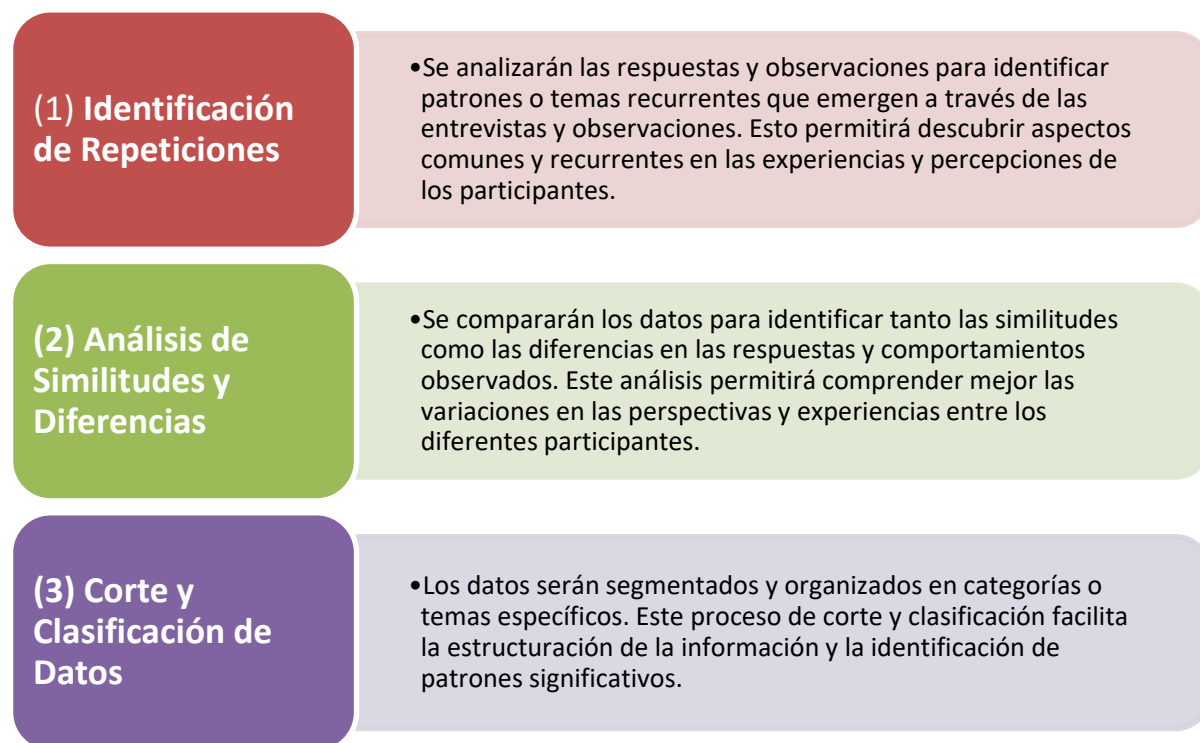 (1) Identificación
de Repeticiones
•Se analizarán las respuestas y observaciones para identificar
patrones o temas recurrentes que emergen a través de las
entrevistas y observaciones. Esto permitirá descubrir aspectos
comunes y recurrentes en las experiencias y percepciones de
los participantes.
(2) Análisis de
Similitudes y
Diferencias
•Se compararán los datos para identificar tanto las similitudes
como las diferencias en las respuestas y comportamientos
observados. Este análisis permitirá comprender mejor las
variaciones en las perspectivas y experiencias entre los
diferentes participantes.
(3) Corte y
Clasificación de
Datos
•Los datos serán segmentados y organizados en categorías o
temas específicos. Este proceso de corte y clasificación facilita
la estructuración de la información y la identificación de
patrones significativos.